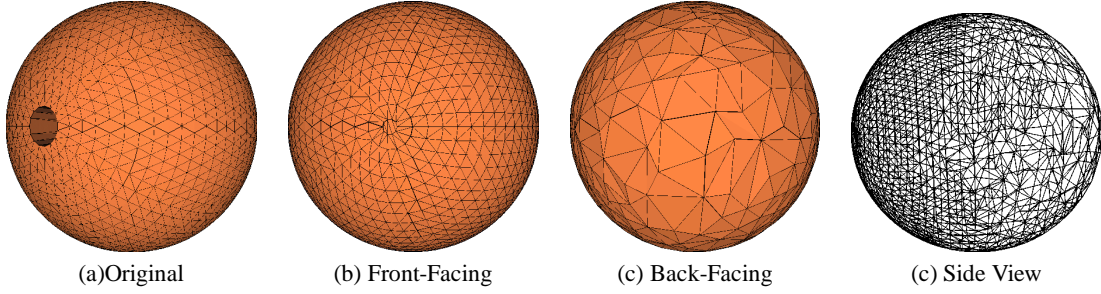 (a)Original
(b) Front-Facing
(c) Back-Facing
(c) Side View